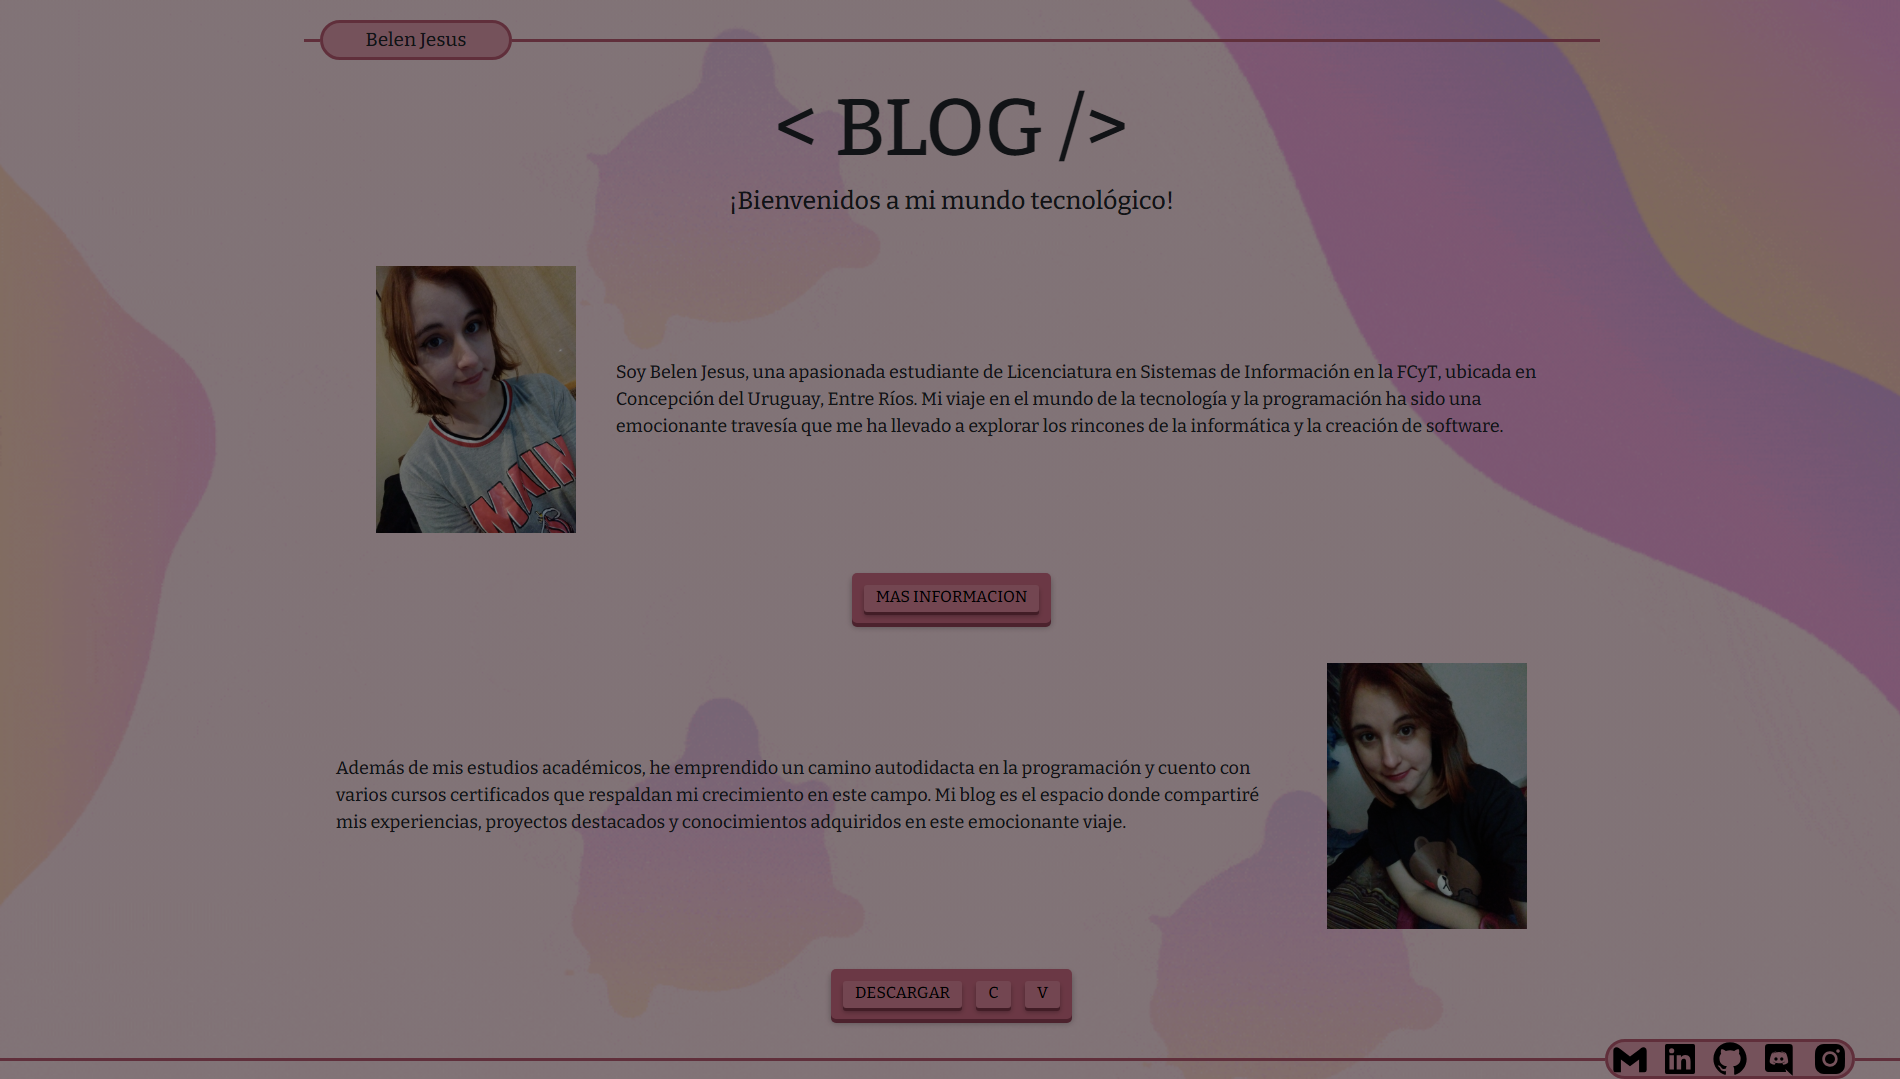 Belen Jesus
< BLOG />
¡Bienvenidos a mi mundo tecnológico!
Soy Belen Jesus, una apasionada estudiante de Licenciatura en Sistemas de Información en la FCyT, ubicada en
Concepción del Uruguay, Entre Ríos. Mi viaje en el mundo de la tecnología y la programación ha sido una
emocionante travesía que me ha llevado a explorar los rincones de la informática y la creación de software.
MAIN
MAS INFORMACION
Además de mis estudios académicos, he emprendido un camino autodidacta en la programación y cuento con
varios cursos certificados que respaldan mi crecimiento en este campo. Mi blog es el espacio donde compartiré
mis experiencias, proyectos destacados y conocimientos adquiridos en este emocionante viaje.
DESCARGAR C V